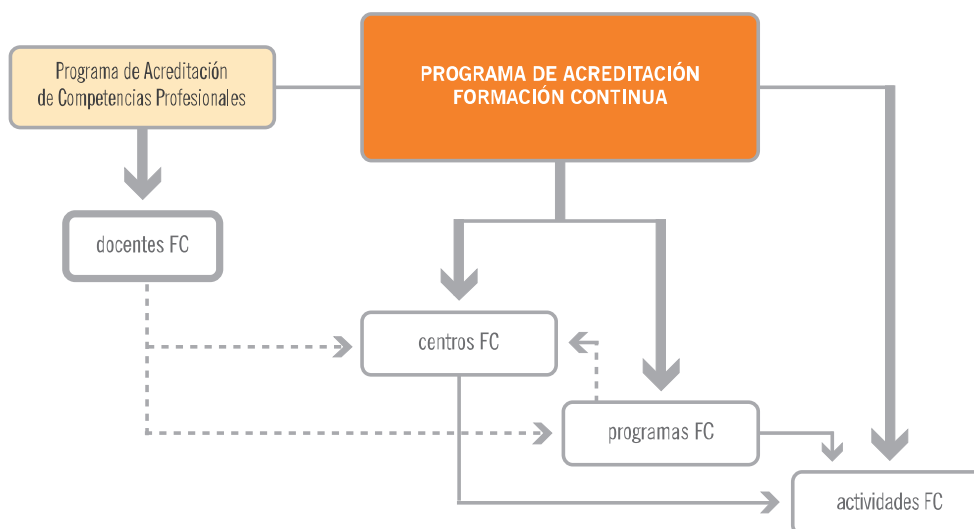 Programa de Acreditación
de Competencias Profesionales
PROGRAMA DE ACREDITACIÓN
FORMACIÓN CONTINUA
docentes FC
centros FC
programas FC
actividades FC